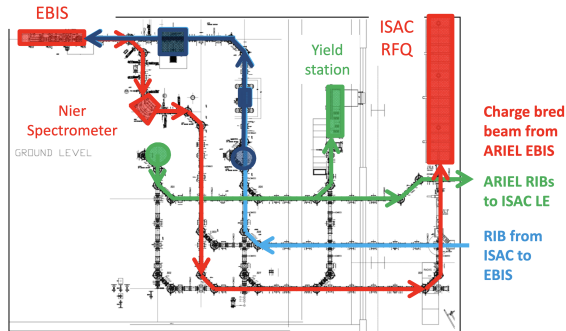 EBIS
ISAC
RFQ
Yield
station
Nier
Spectrometer
GROUND LEVEL
Charge bred
beam from
ARIEL EBIS
ARIEL RIBs
to ISAC LE
RIB from
ISAC to
EBIS